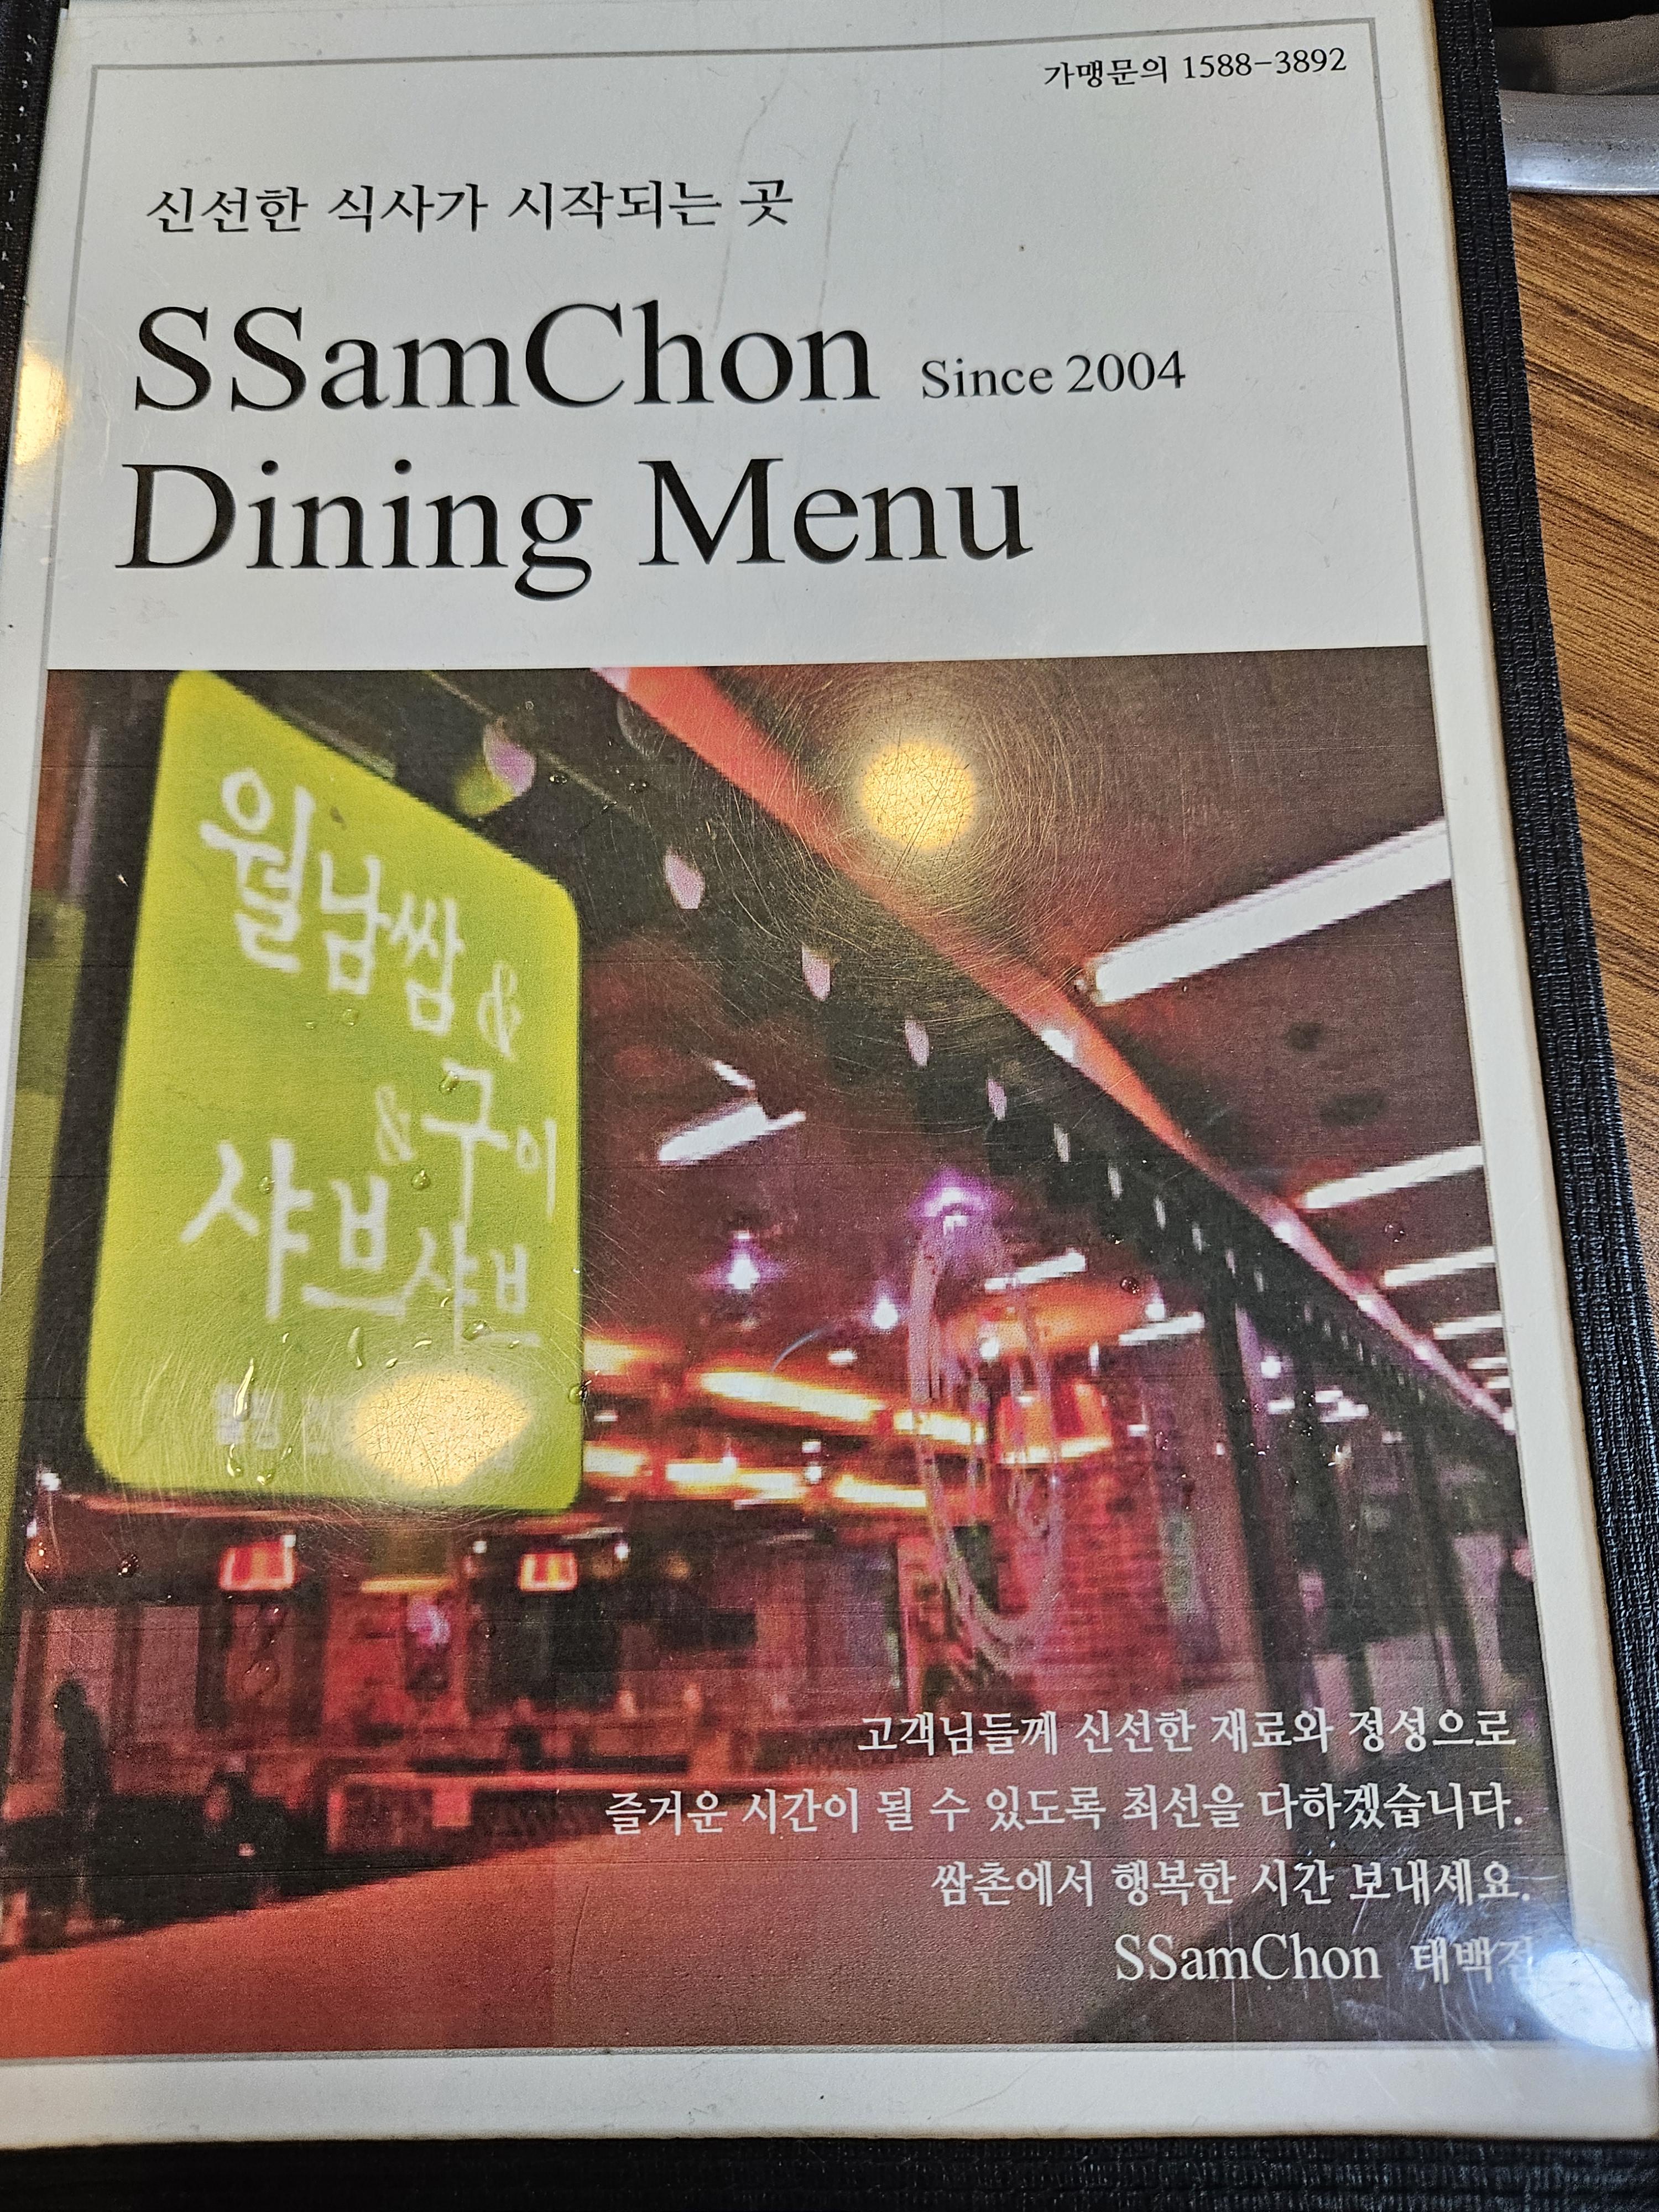 가맹문의 1588-3892
신선한 식사가 시작되는 곳
SSamChon Since 2004
Dining Menu
월남쌈 &
& 구이
샤브샤브
고객님들께 신선한 재료와 정성으로
즐거운 시간이 될 수 있도록 최선을 다하겠습니다.
쌈촌에서 행복한 시간 보내세요.
SSamChon 태백점